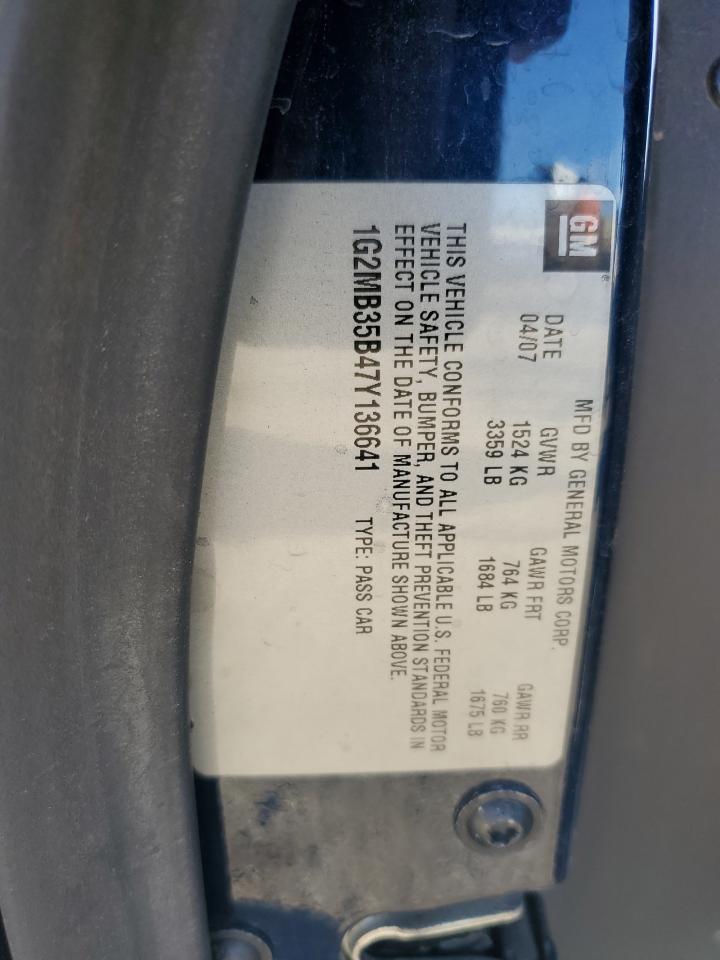 GM
MFD BY GENERAL MOTORS CORP.
DATE GVWR GAWR FRT GAWR RR
04/07 1524 KG 764 KG 760 KG
3359 LB 1684 LB 1675 LB
THIS VEHICLE CONFORMS TO ALL APPLICABLE U.S. FEDERAL MOTOR
VEHICLE SAFETY, BUMPER, AND THEFT PREVENTION STANDARDS IN
EFFECT ON THE DATE OF MANUFACTURE SHOWN ABOVE.
1G2MB35B47Y136641 TYPE: PASS CAR